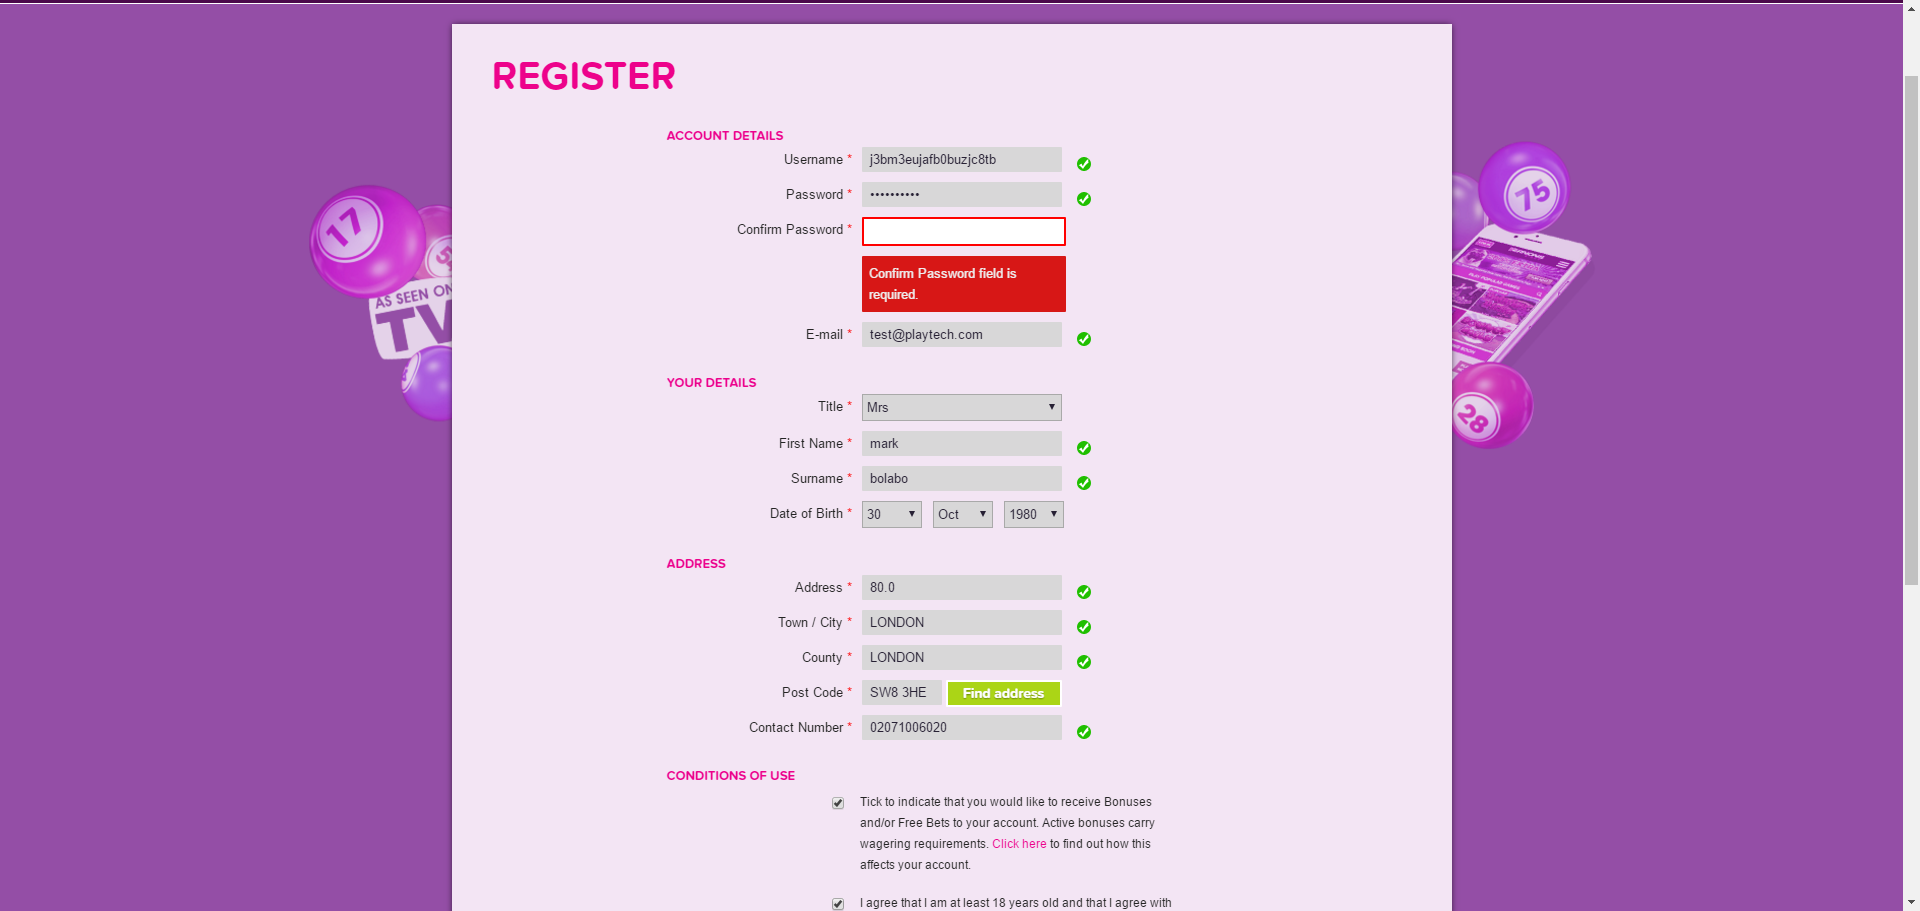 REGISTER
ACCOUNT DETAILS
Username * j3bm3eujafb0buzjc8tb
Password * ••••••••••
Confirm Password *
Confirm Password field is
required.
E-mail * test@playtech.com
YOUR DETAILS
Title * Mrs
First Name * mark
Surname * bolabo
Date of Birth * 30 Oct 1980
ADDRESS
Address * 80.0
Town / City * LONDON
County * LONDON
Post Code * SW8 3HE Find address
Contact Number * 02071006020
CONDITIONS OF USE
Tick to indicate that you would like to receive Bonuses
and/or Free Bets to your account. Active bonuses carry
wagering requirements. Click here to find out how this
affects your account.
I agree that I am at least 18 years old and that I agree with
17
AS SEEN ON
TV
75
28